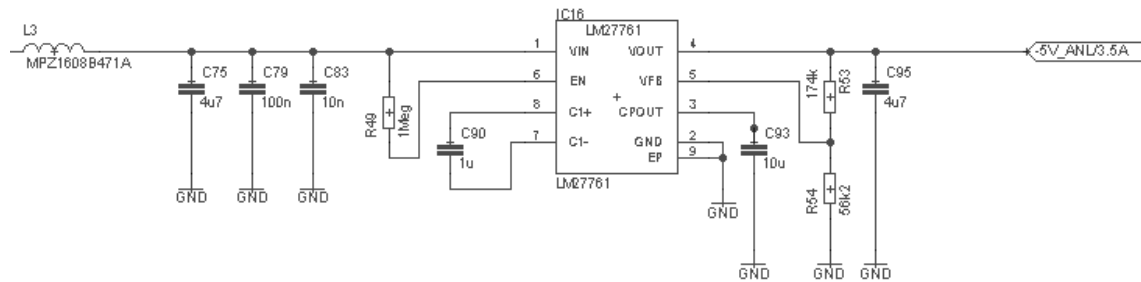 IC16
L3
LM27761
-5V_ANL/3.5A
1 VIN VOUT 4
MPZ1608B471A
C75
4u7
C79
100n
C83
10n
6 EN VFB 5
174k
R53
C95
4u7
R49
1Meg
8 C1+ CPOUT 3
C90
1u
7 C1- GND 2
C93
10u
EP 9
LM27761
R54
56k2
GND
GND
GND
GND
GND
GND
GND